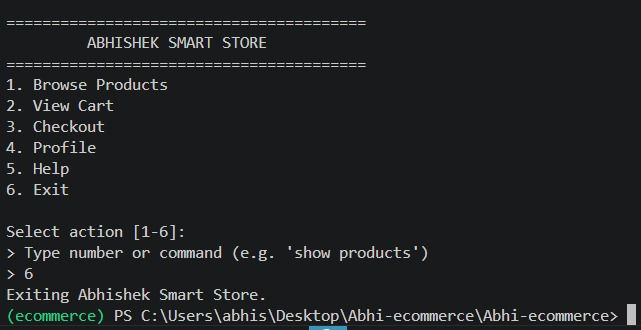 ========================================
ABHISHEK SMART STORE
========================================
1. Browse Products
2. View Cart
3. Checkout
4. Profile
5. Help
6. Exit
Select action [1-6]:
> Type number or command (e.g. 'show products')
> 6
Exiting Abhishek Smart Store.
(ecommerce) PS C:\Users\abhis\Desktop\Abhi-ecommerce\Abhi-ecommerce>